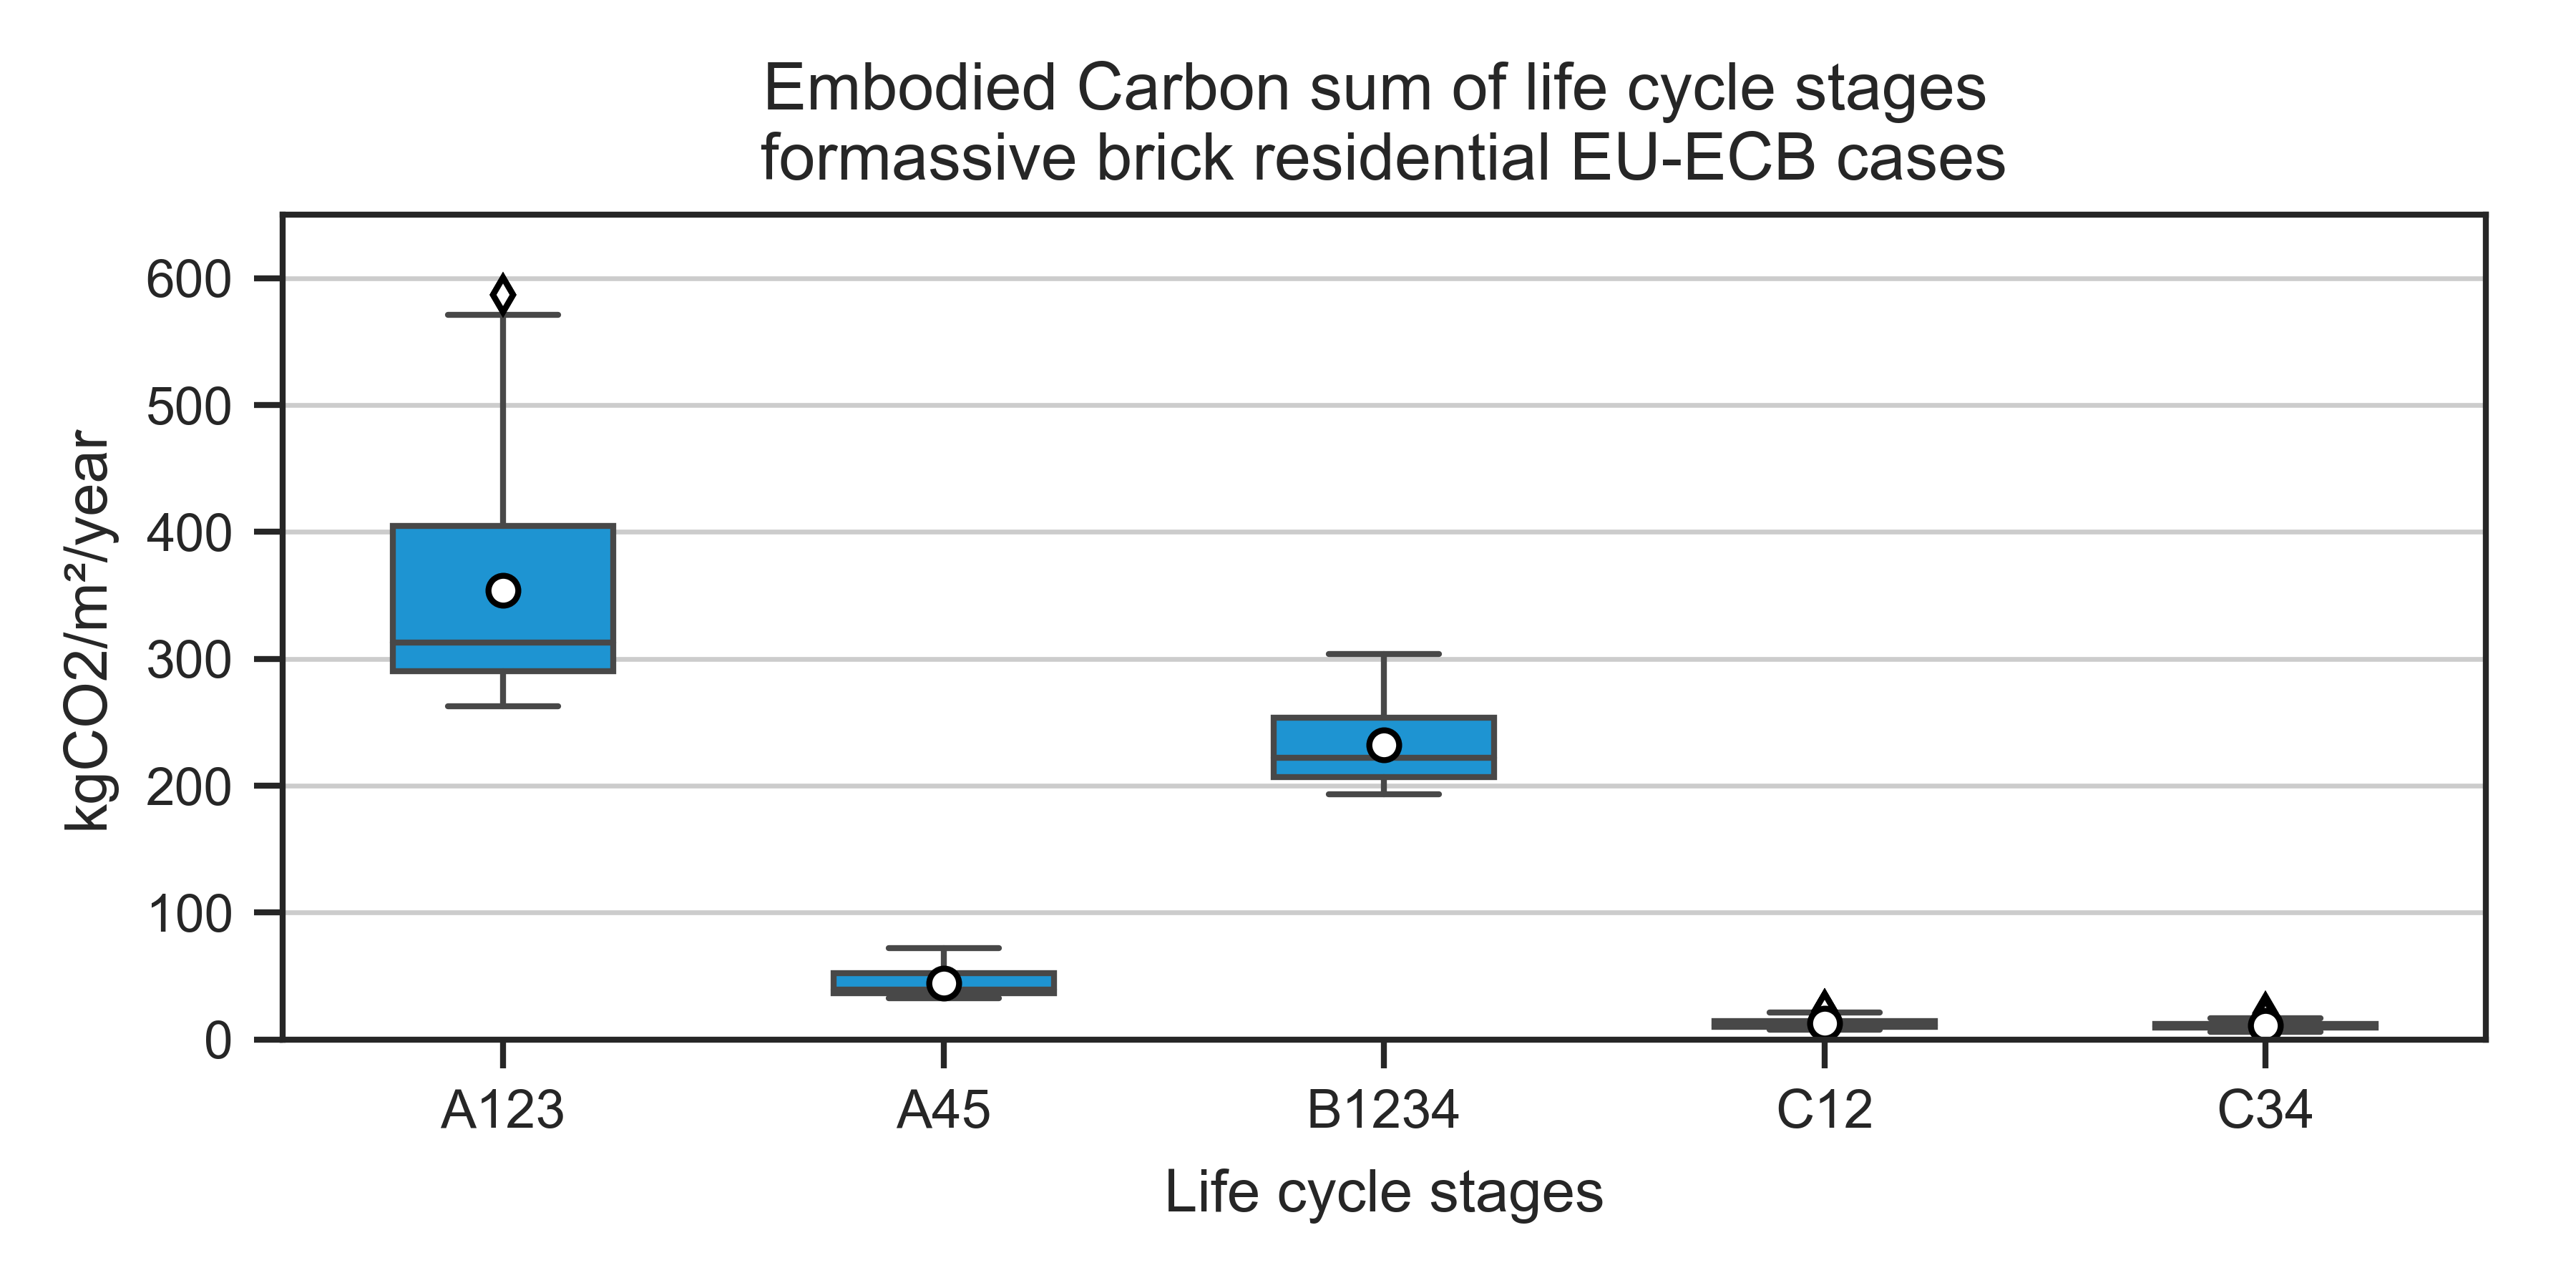 Embodied Carbon sum of life cycle stages
formassive brick residential EU-ECB cases
kgCO2/m²/year
600
500
400
300
200
100
0
A123 A45 B1234 C12 C34
Life cycle stages